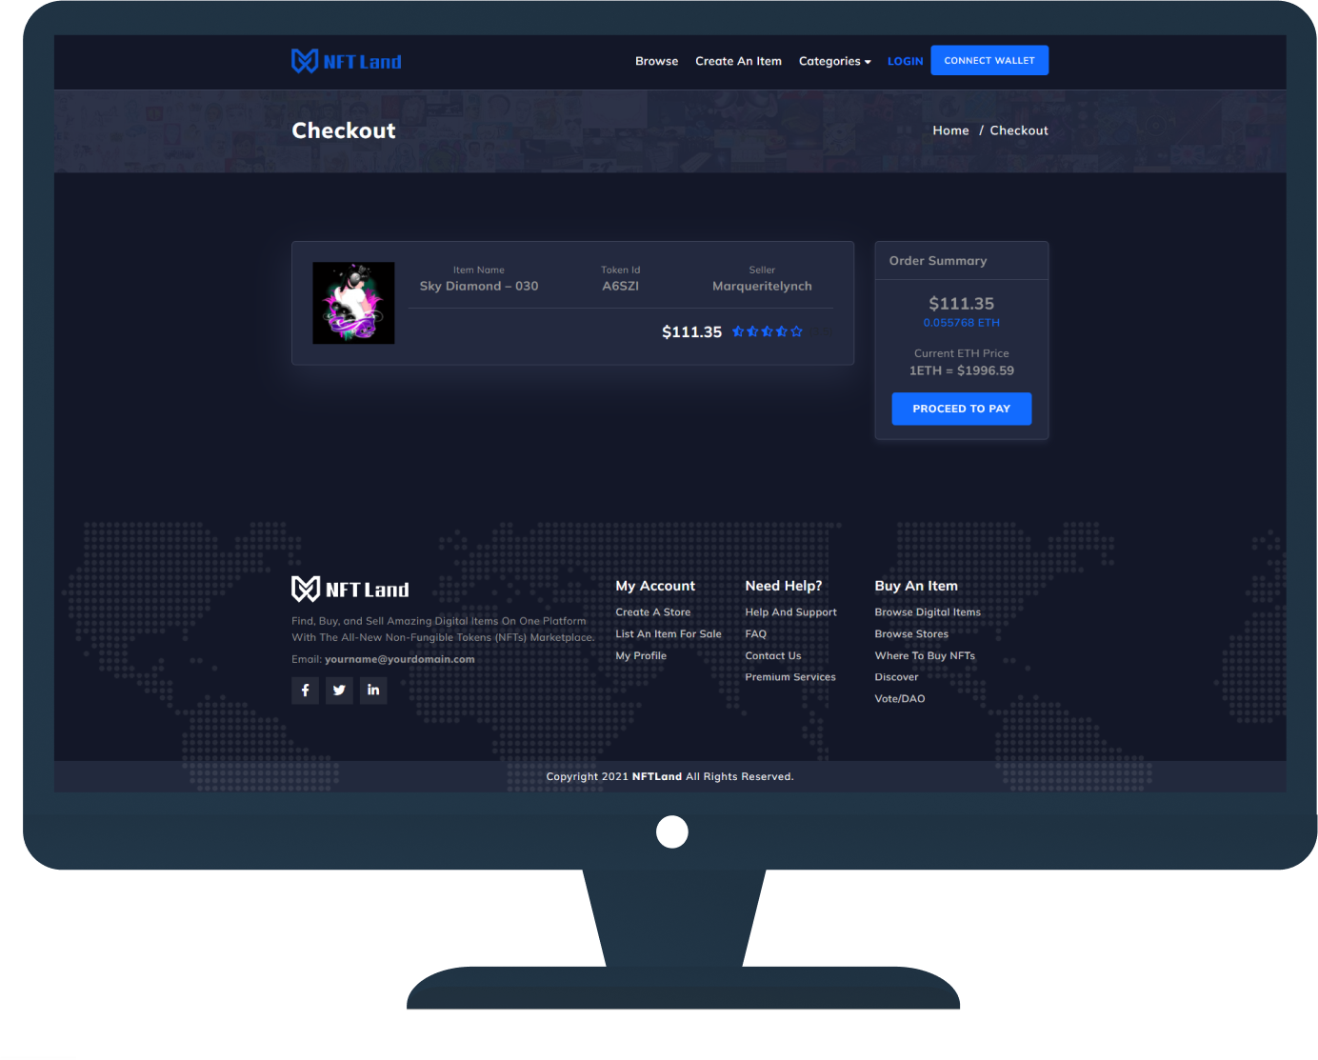 NFT Land
Browse Create An Item Categories LOGIN CONNECT WALLET
Checkout
Home / Checkout
Item Name Token Id Seller
Sky Diamond – 030 A6SZI Marqueritelynch
$111.35
Order Summary
$111.35
0.055768 ETH
Current ETH Price
1ETH = $1996.59
PROCEED TO PAY
NFT Land
Find, Buy, and Sell Amazing Digital Items On One Platform
With The All-New Non-Fungible Tokens (NFTs) Marketplace.
Email: yourname@yourdomain.com
My Account
Create A Store
List An Item For Sale
My Profile
Need Help?
Help And Support
FAQ
Contact Us
Premium Services
Buy An Item
Browse Digital Items
Browse Stores
Where To Buy NFTs
Discover
Vote/DAO
Copyright 2021 NFTLand All Rights Reserved.